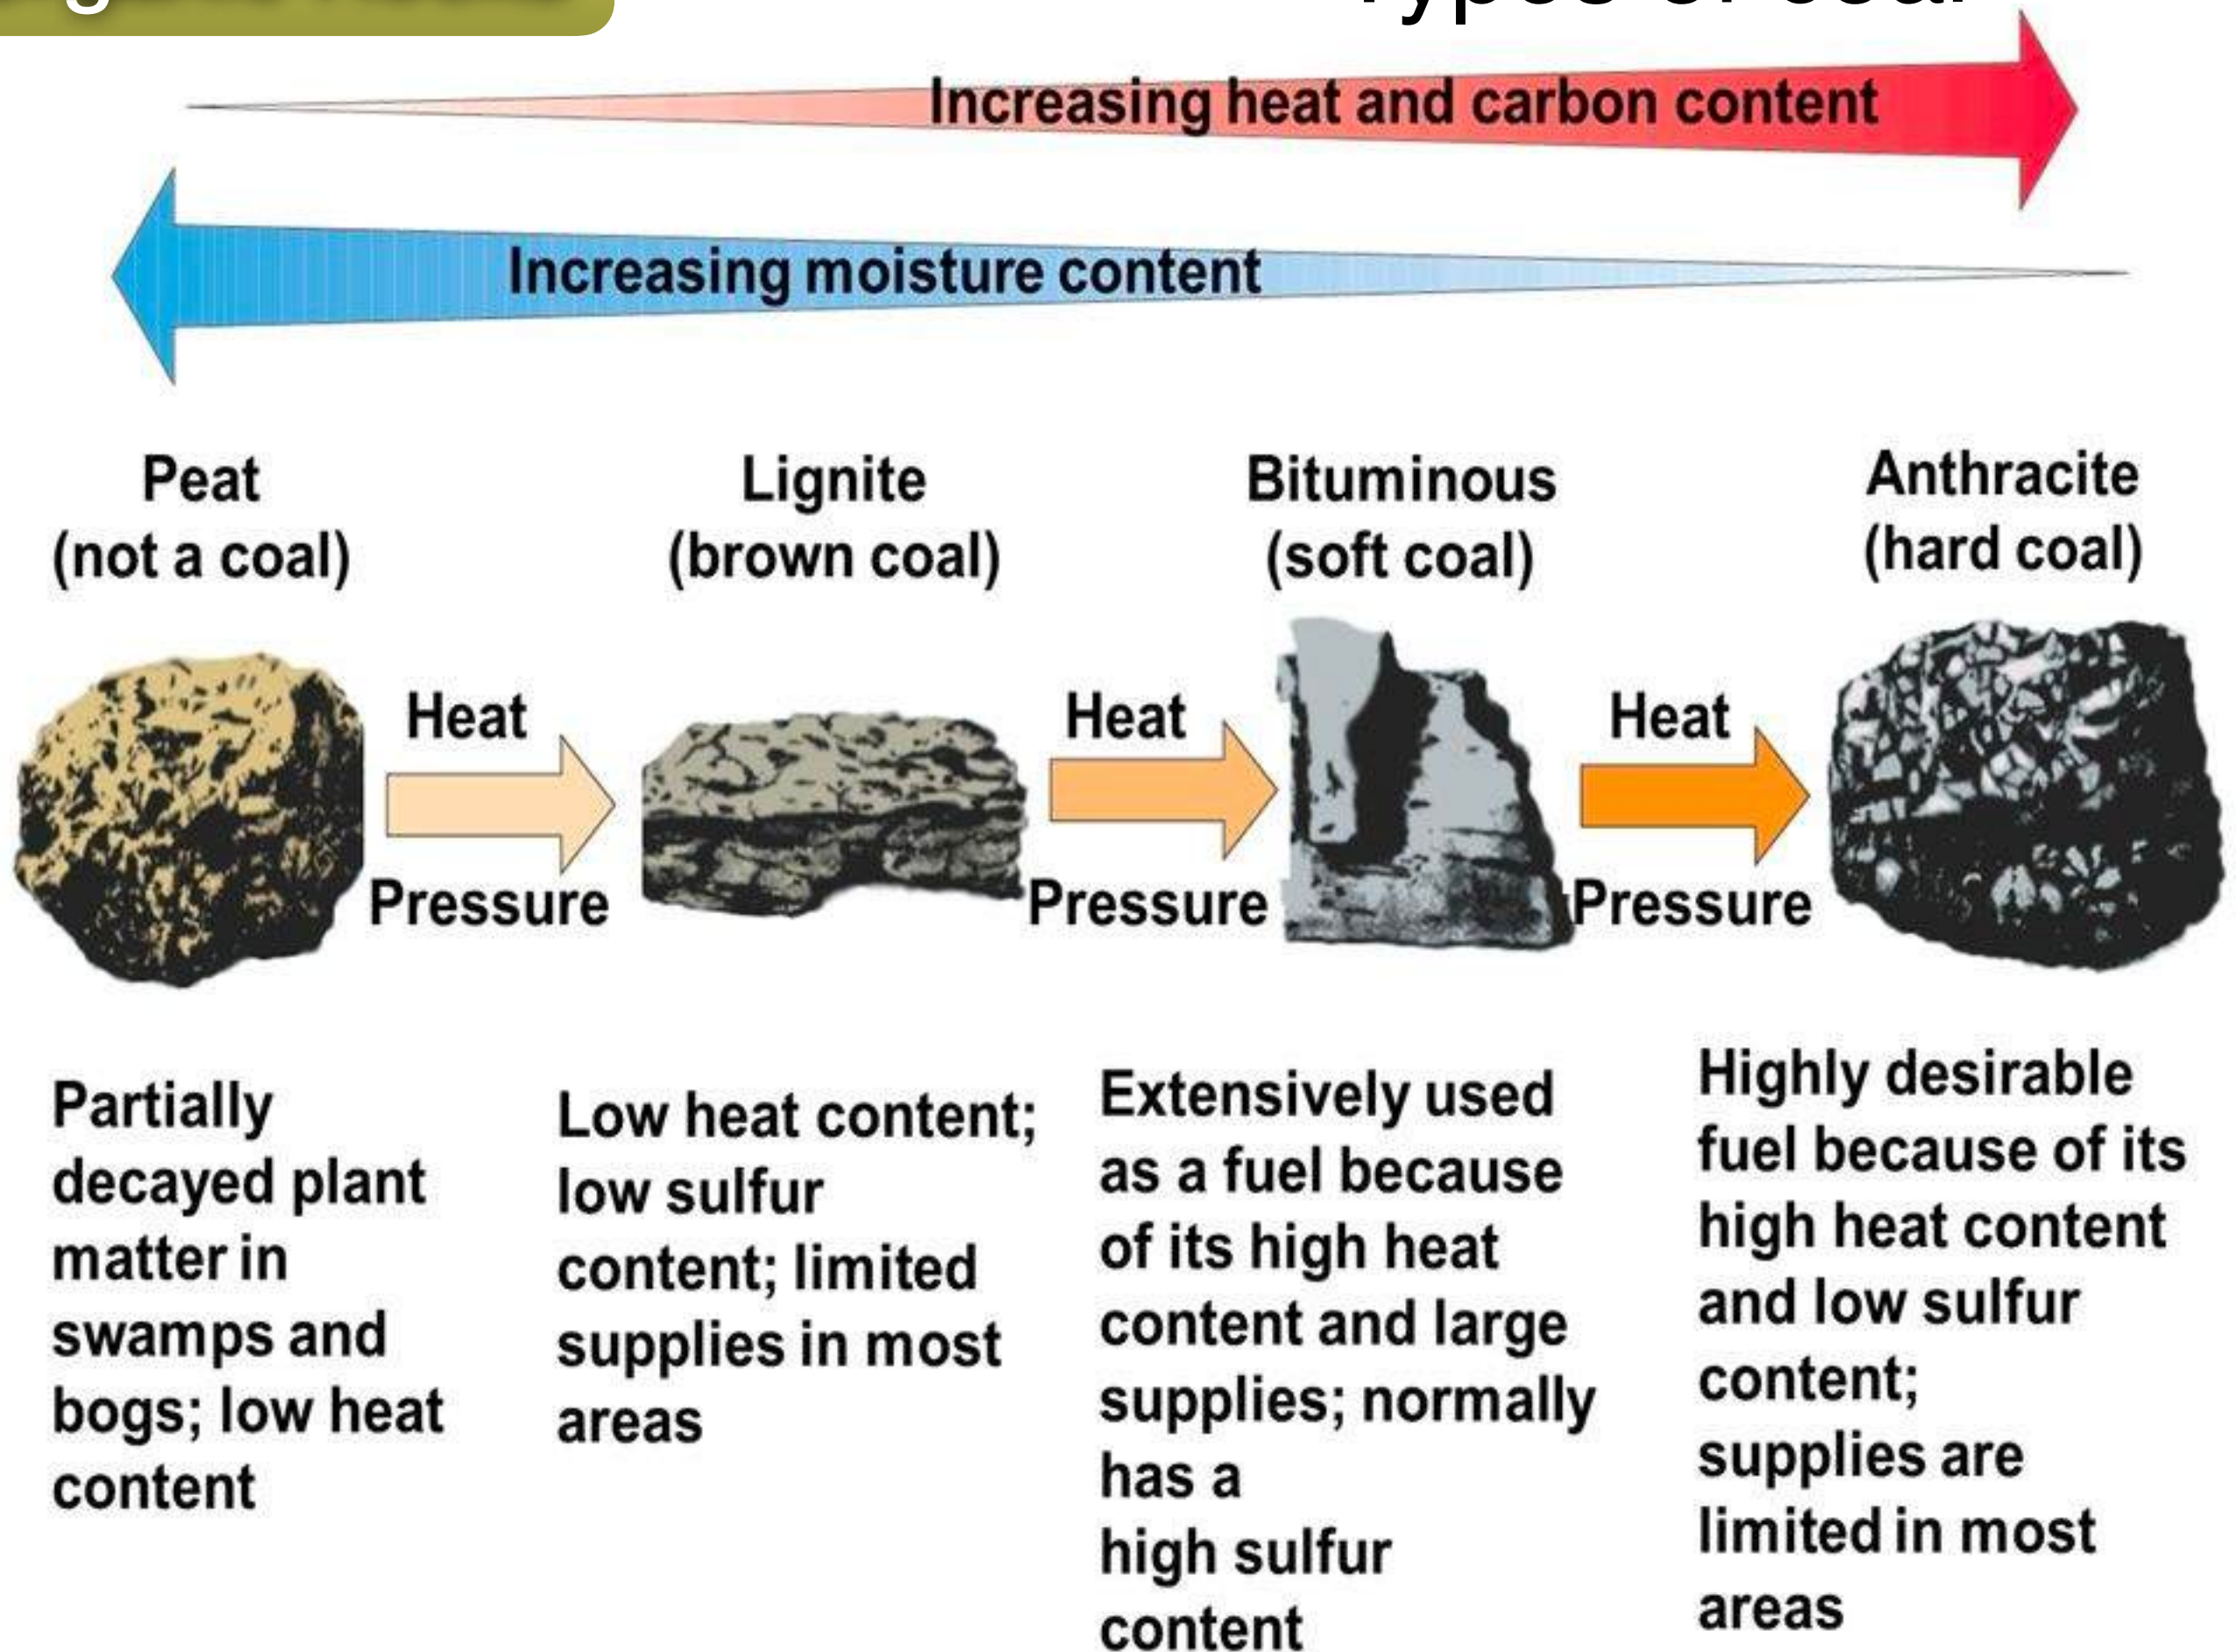 Types of coal
Increasing heat and carbon content
Increasing moisture content
Peat
(not a coal)
Lignite
(brown coal)
Bituminous
(soft coal)
Anthracite
(hard coal)
Heat
Pressure
Heat
Pressure
Heat
Pressure
Partially
decayed plant
matter in
swamps and
bogs; low heat
content
Low heat content;
low sulfur
content; limited
supplies in most
areas
Extensively used
as a fuel because
of its high heat
content and large
supplies; normally
has a
high sulfur
content
Highly desirable
fuel because of its
high heat content
and low sulfur
content;
supplies are
limited in most
areas